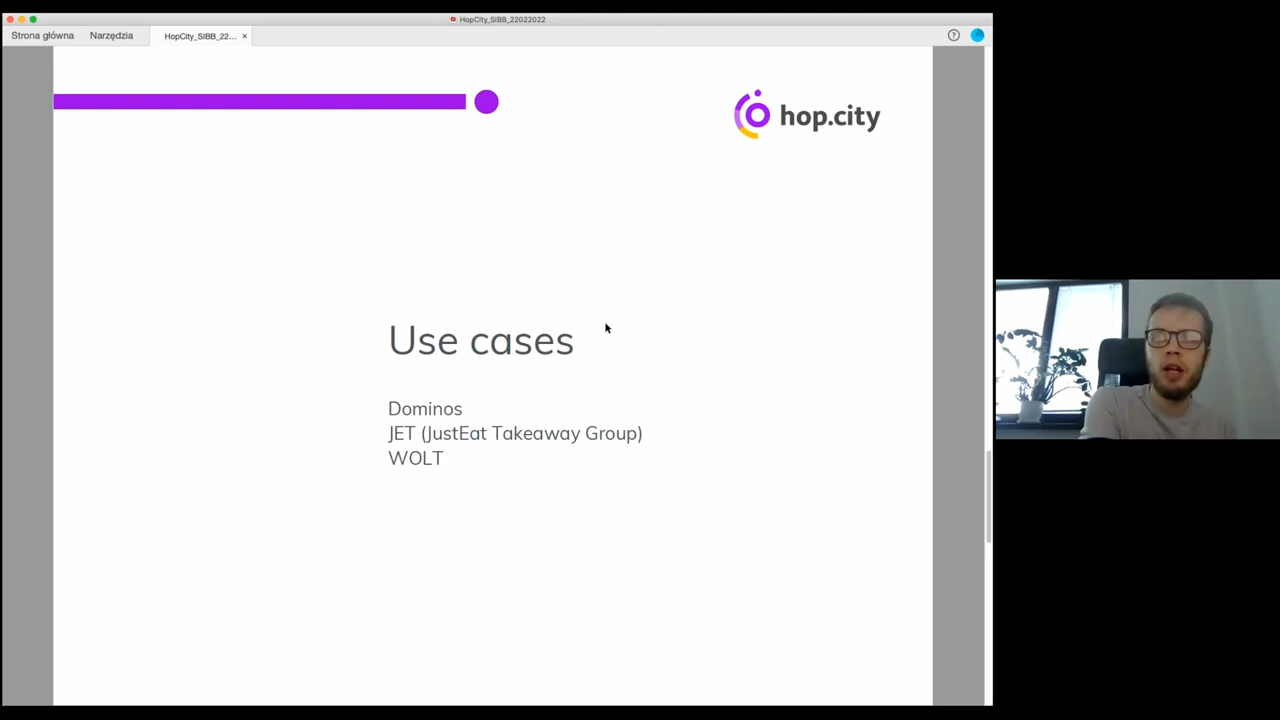 HopCity_SIBB_22022022
Strona główna Narzędzia HopCity_SIBB_22... × ?
hop.city
Use cases
Dominos
JET (JustEat Takeaway Group)
WOLT